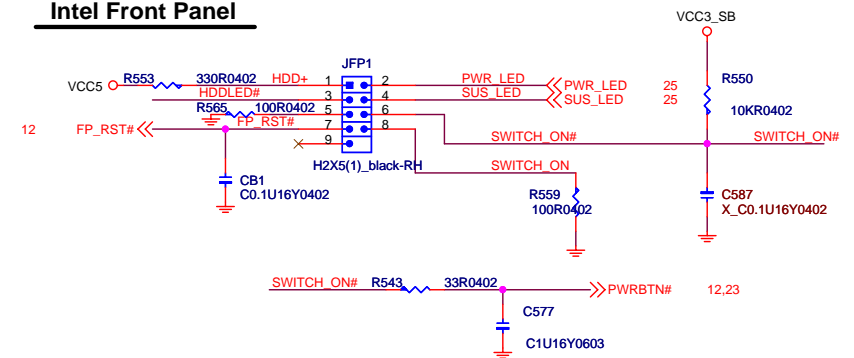 Intel Front Panel
VCC3_SB
JFP1
VCC5 R553 330R0402 HDD+ 1 2 PWR_LED PWR_LED 25 R550
HDDLED# 3 4 SUS_LED SUS_LED 25
R565 100R0402 5 6 10KR0402
12 FP_RST# FP_RST# 7 8 SWITCH_ON# SWITCH_ON#
9
H2X5(1)_black-RH SWITCH_ON
CB1 R559 C587
C0.1U16Y0402 100R0402 X_C0.1U16Y0402
SWITCH_ON# R543 33R0402 PWRBTN# 12,23
C577
C1U16Y0603